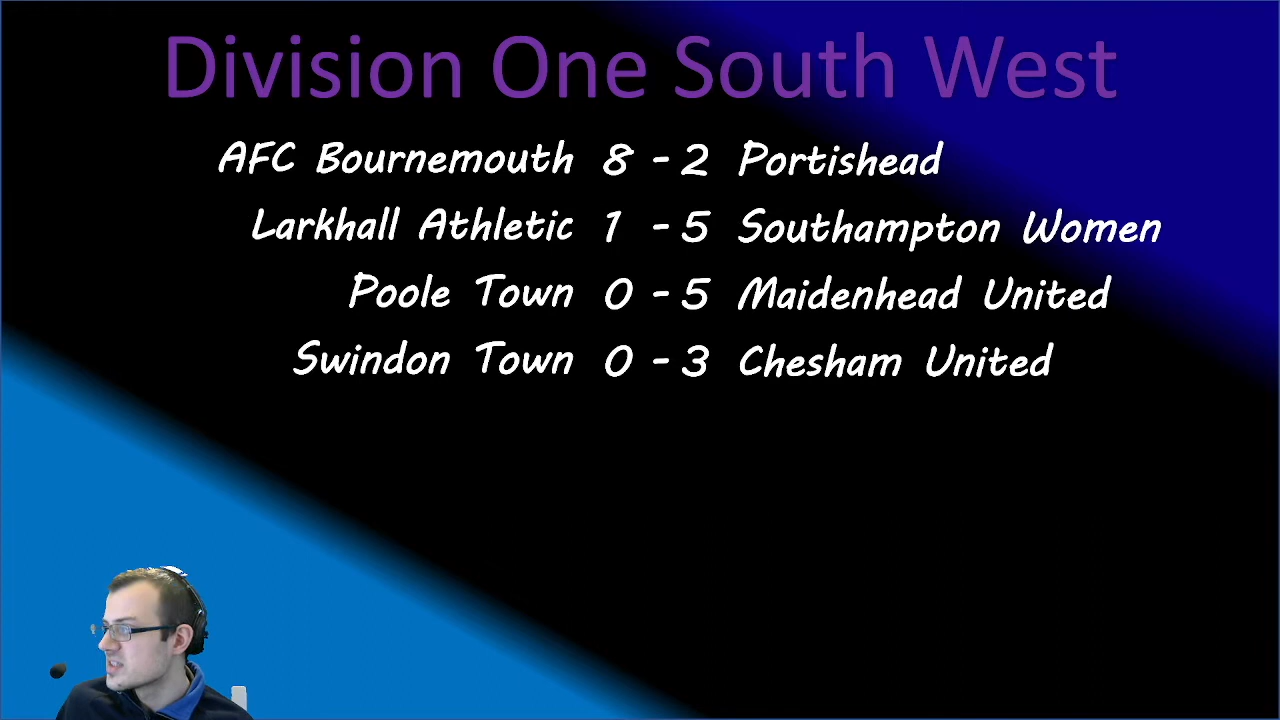 Division One South West
AFC Bournemouth 8 - 2 Portishead
Larkhall Athletic 1 - 5 Southampton Women
Poole Town 0 - 5 Maidenhead United
Swindon Town 0 - 3 Chesham United